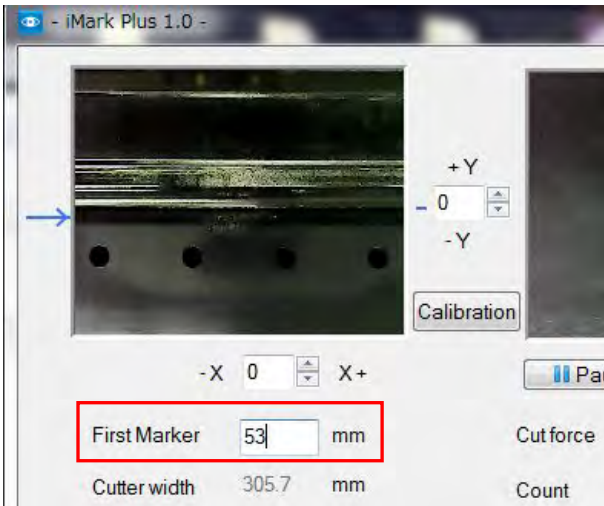 - iMark Plus 1.0 -
+Y
0
-Y
Calibration
-X 0 X+
Pau
First Marker 53 mm
Cut force
Cutter width 305.7 mm
Count